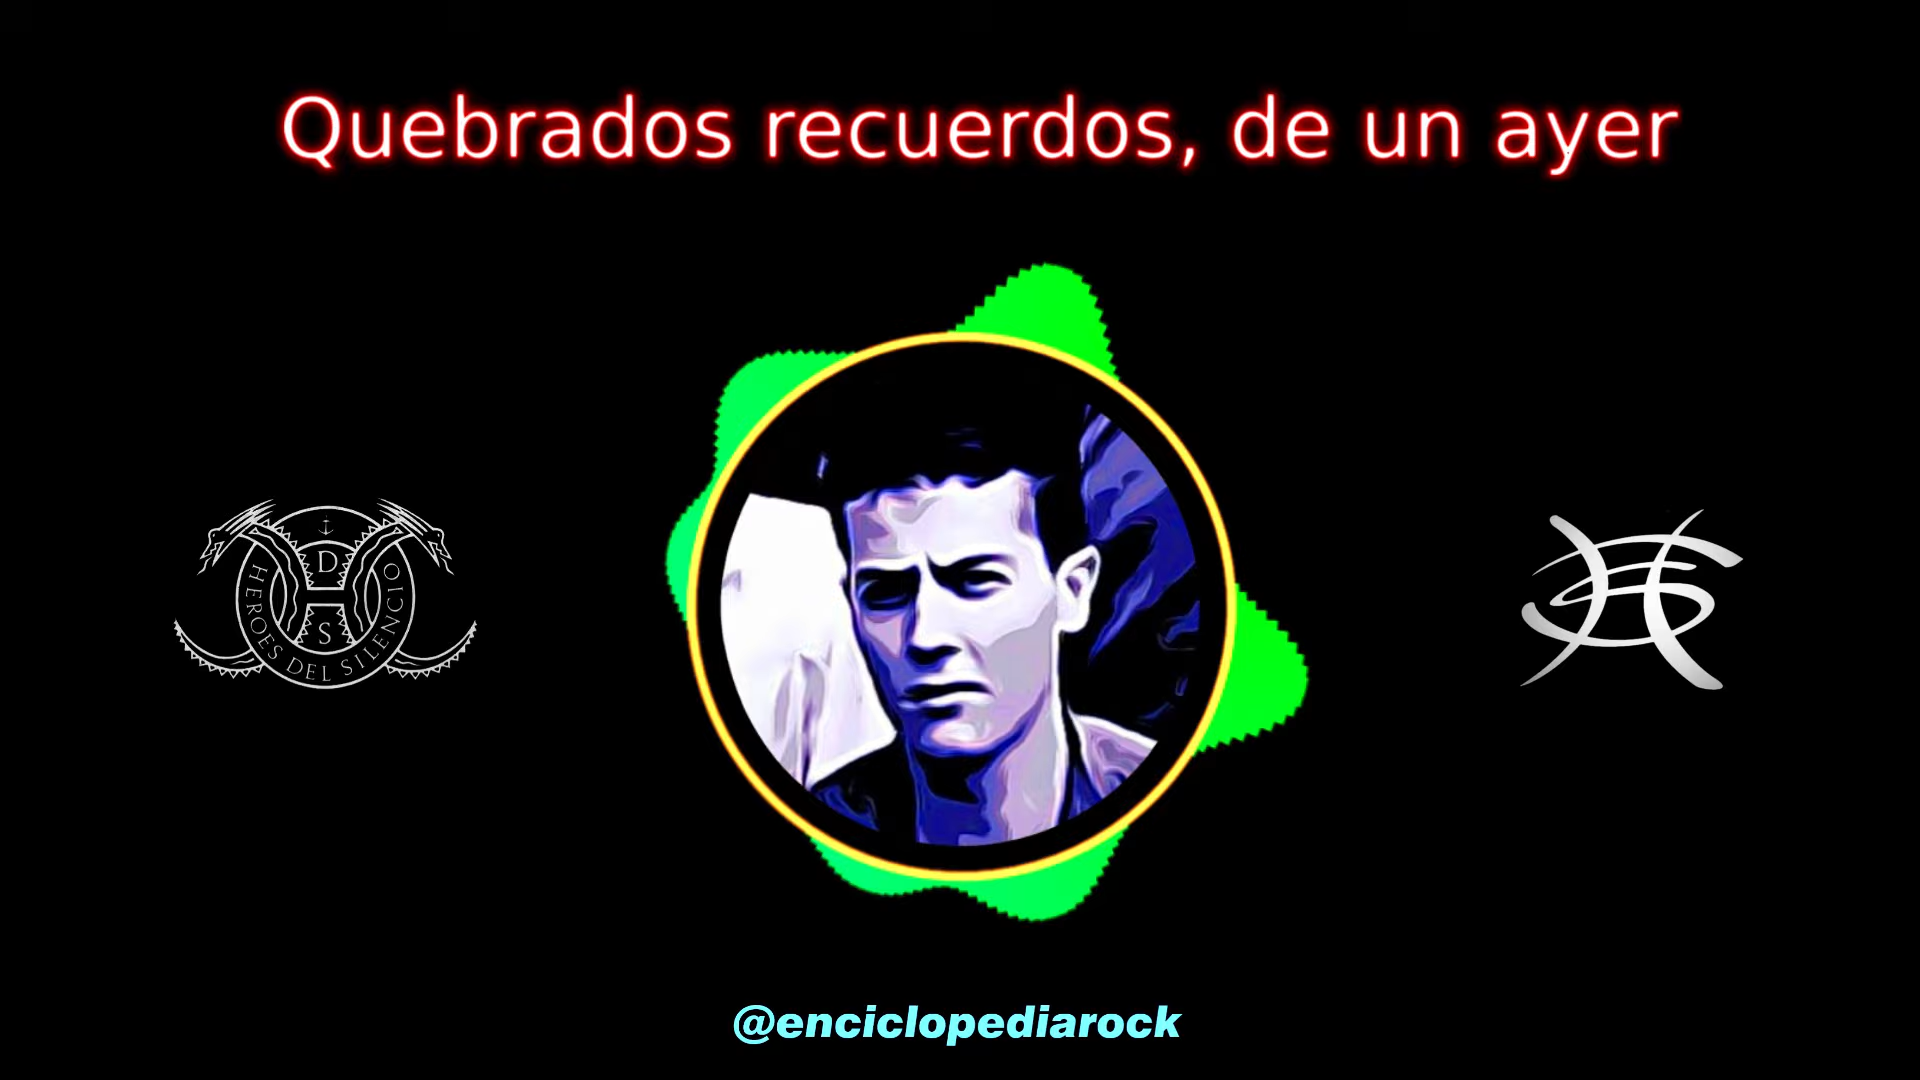 Quebrados recuerdos, de un ayer
D
S
HEROES DEL SILENCIO
@enciclopediarock